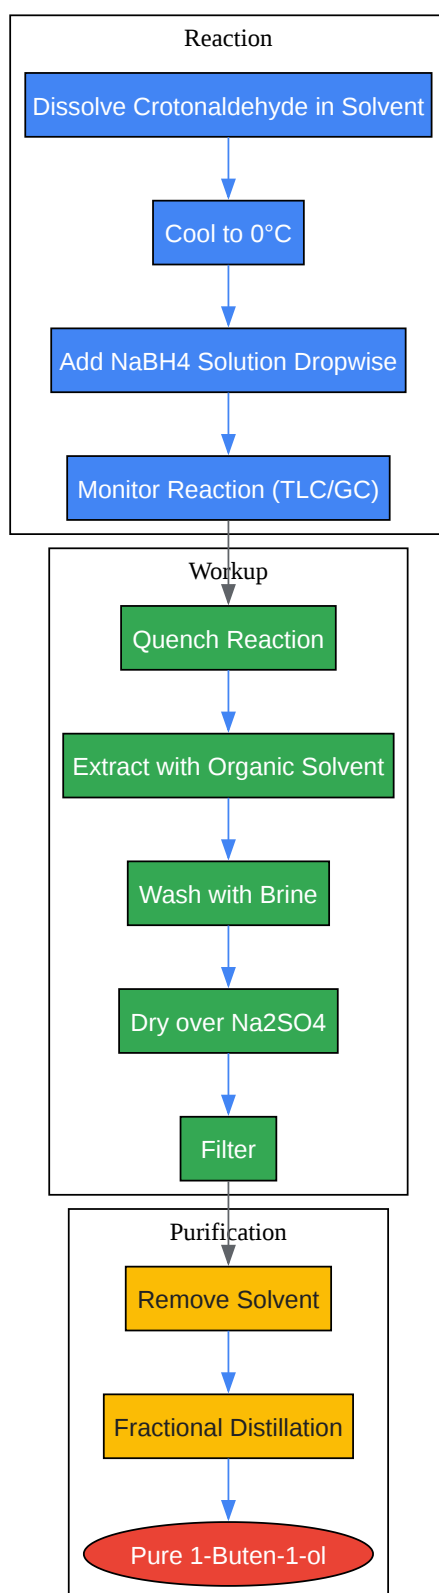 Reaction
Dissolve Crotonaldehyde in Solvent
Cool to 0°C
Add NaBH4 Solution Dropwise
Monitor Reaction (TLC/GC)
Workup
Quench Reaction
Extract with Organic Solvent
Wash with Brine
Dry over Na2SO4
Filter
Purification
Remove Solvent
Fractional Distillation
Pure 1-Buten-1-ol